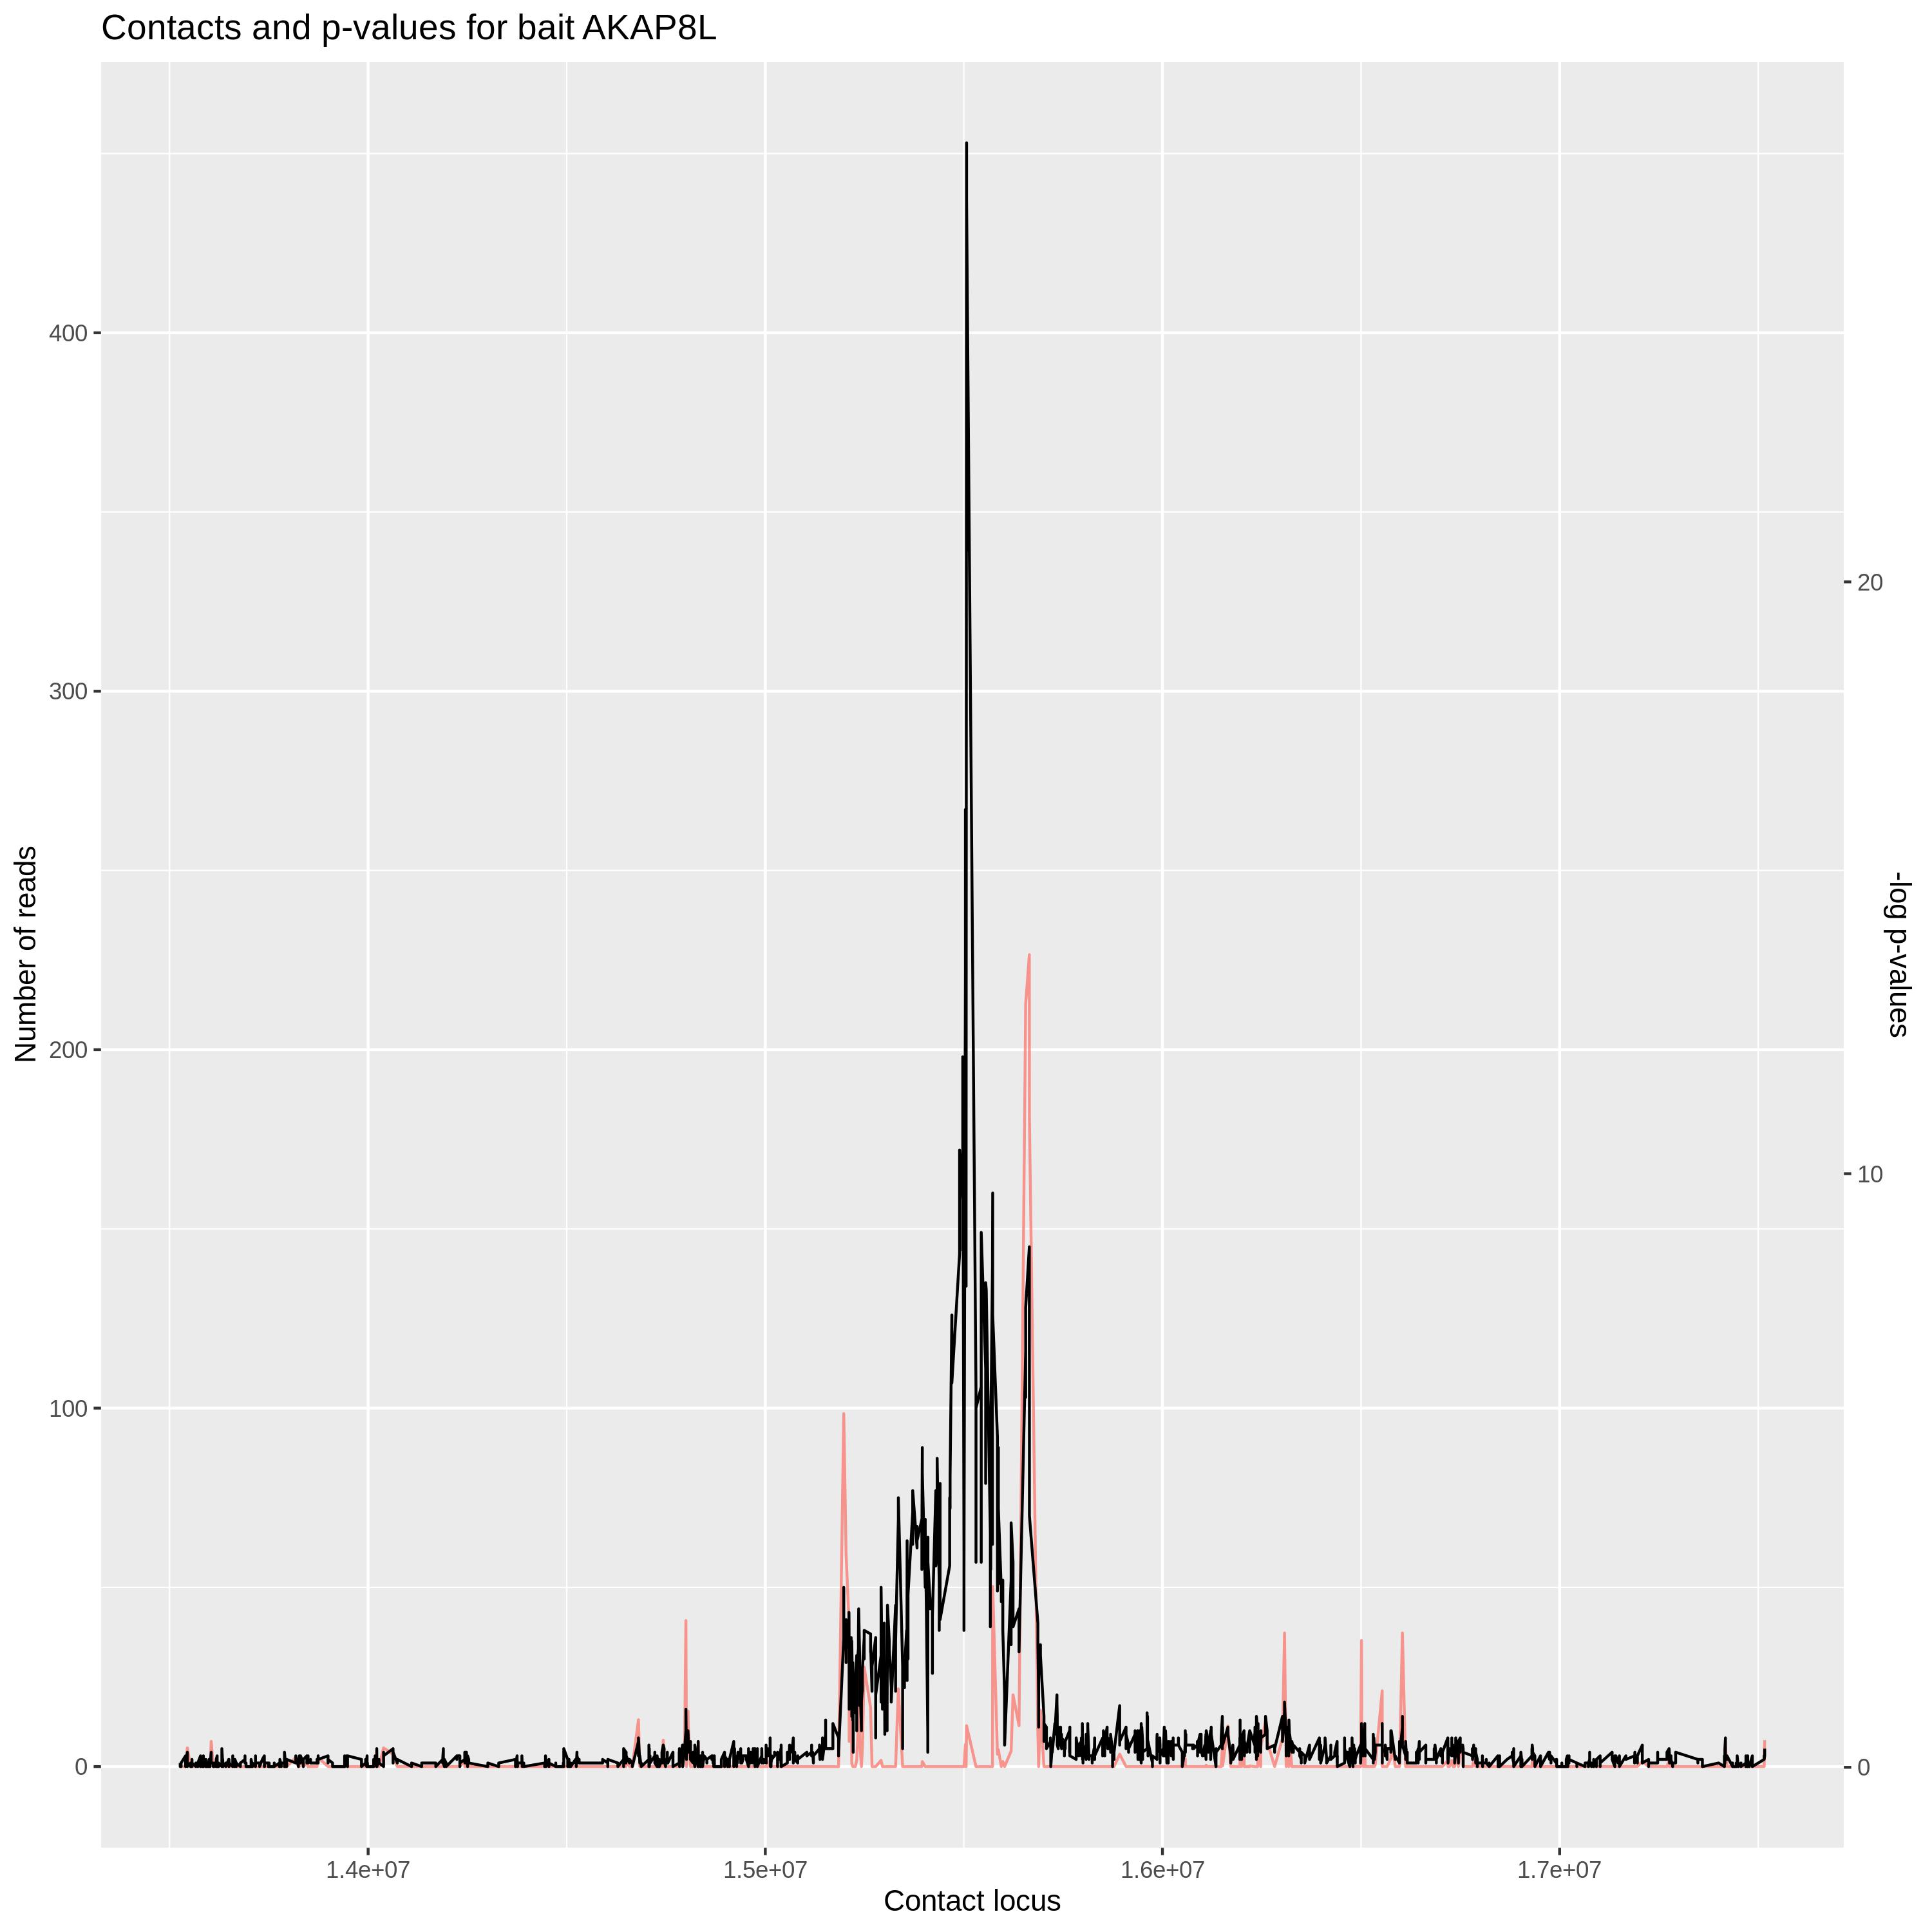 Contacts and p-values for bait AKAP8L
400
300
200
100
0
Number of reads
20
10
0
-log p-values
1.4e+07
1.5e+07
1.6e+07
1.7e+07
Contact locus